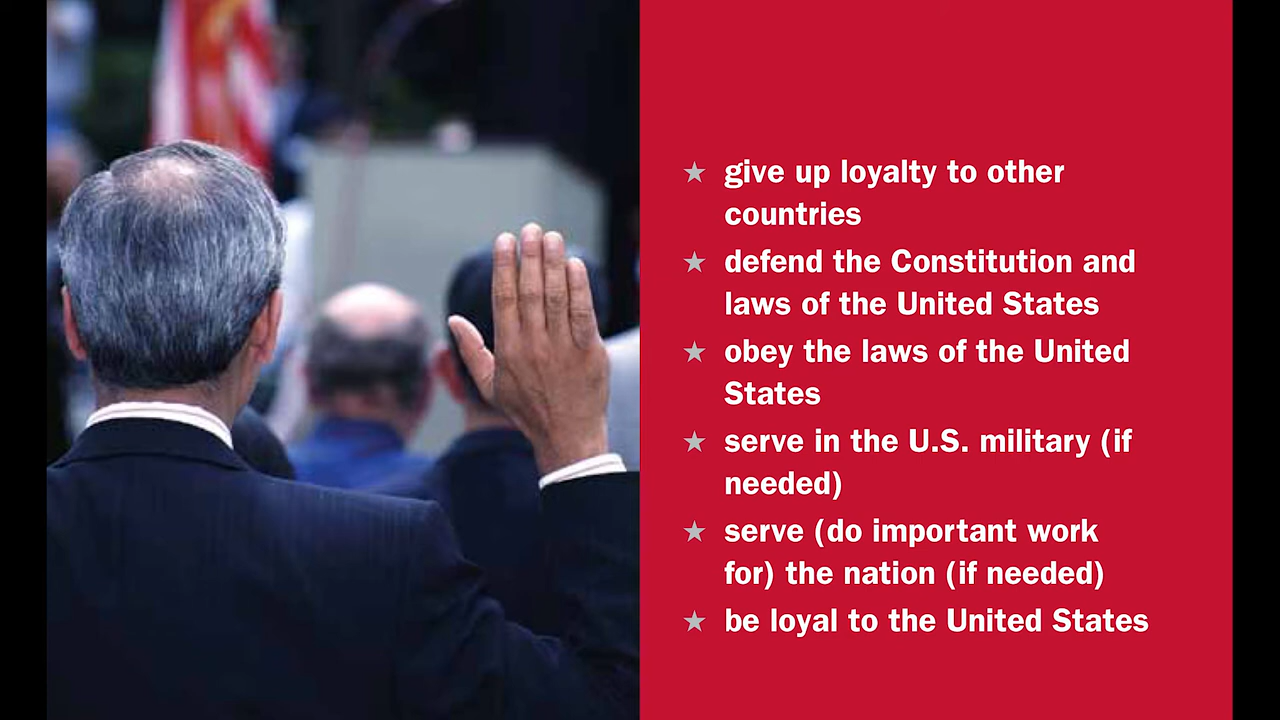 ★ give up loyalty to other
countries
★ defend the Constitution and
laws of the United States
★ obey the laws of the United
States
★ serve in the U.S. military (if
needed)
★ serve (do important work
for) the nation (if needed)
★ be loyal to the United States